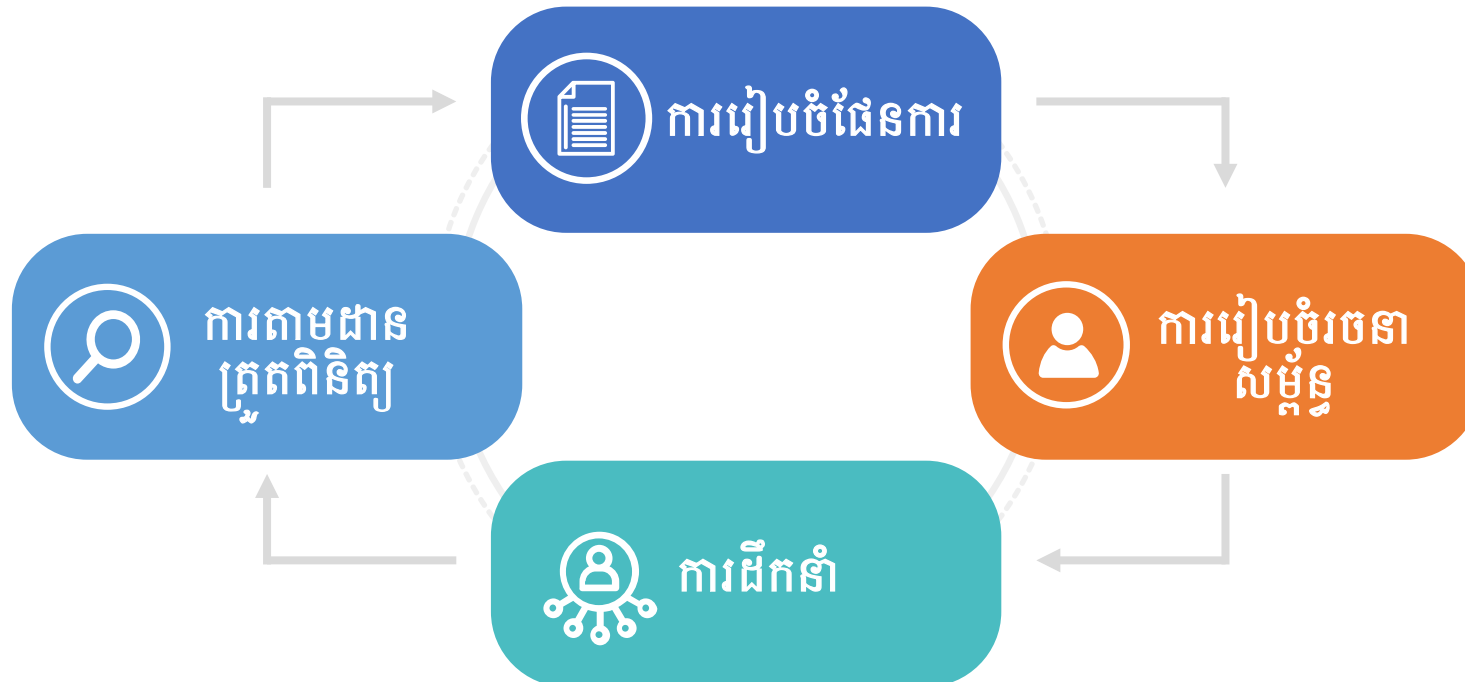 ការរៀបចំផែនការ
ការតាមដាន
ត្រួតពិនិត្យ
ការរៀបចំរចនា
សម្ព័ន្ធ
ការដឹកនាំ